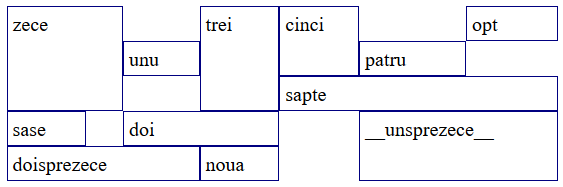 zece trei cinci opt
unu patru
sapte
sase doi __unsprezece__
doisprezece noua